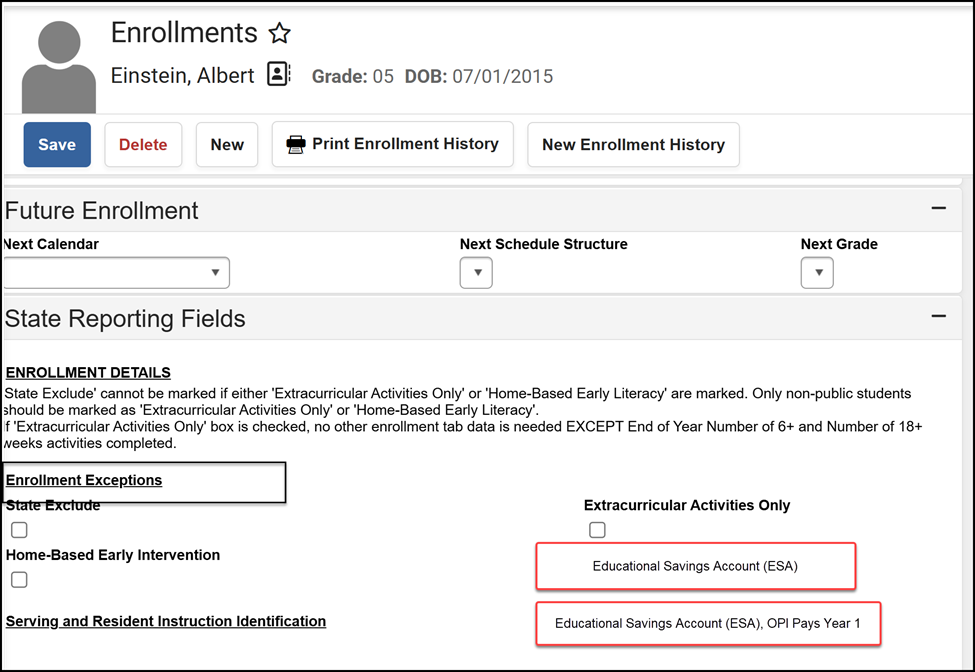 Enrollments
Einstein, Albert Grade: 05 DOB: 07/01/2015
Save Delete New Print Enrollment History New Enrollment History
Future Enrollment
Next Calendar Next Schedule Structure Next Grade
State Reporting Fields
ENROLLMENT DETAILS
State Exclude' cannot be marked if either 'Extracurricular Activities Only' or 'Home-Based Early Literacy' are marked. Only non-public students
should be marked as 'Extracurricular Activities Only' or 'Home-Based Early Literacy'.
If 'Extracurricular Activities Only' box is checked, no other enrollment tab data is needed EXCEPT End of Year Number of 6+ and Number of 18+
weeks activities completed.
Enrollment Exceptions
State Exclude Extracurricular Activities Only
Home-Based Early Intervention
Educational Savings Account (ESA)
Serving and Resident Instruction Identification
Educational Savings Account (ESA), OPI Pays Year 1